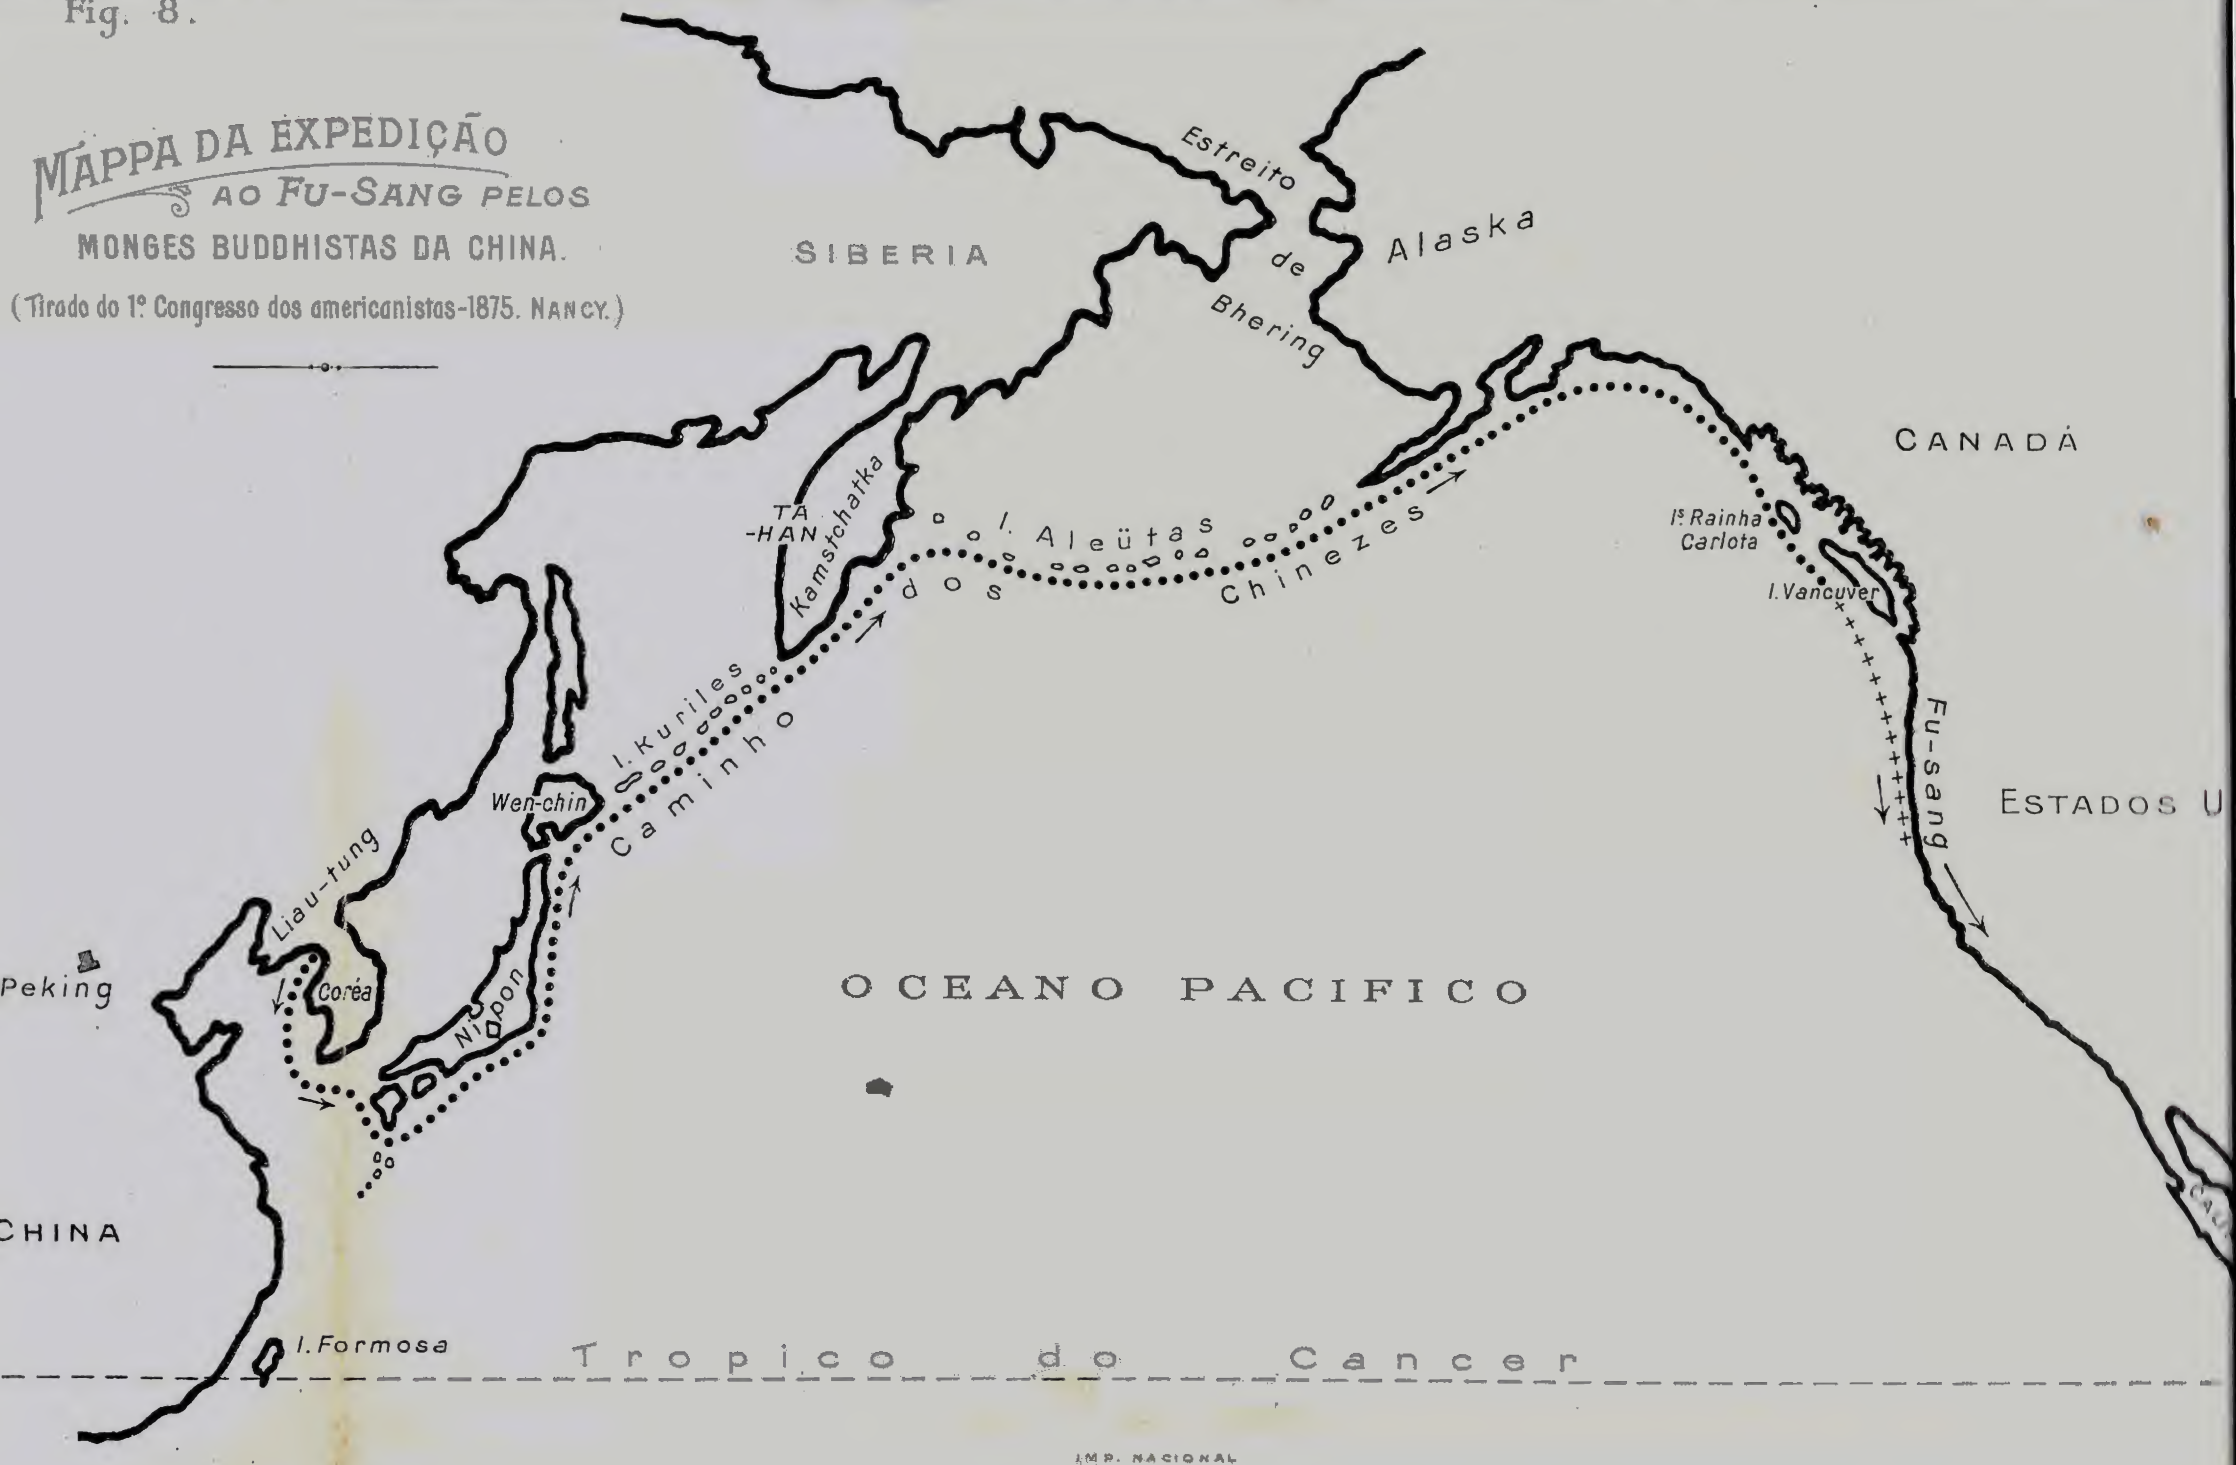 Fig. 8.
MAPPA DA EXPEDIÇÃO
AO FU-SANG PELOS
MONGES BUDDHISTAS DA CHINA.
(Tirado do 1º Congresso dos americanistas-1875. NANCY.)
SIBERIA
Estreito
de
Bhering
Alaska
CANADÁ
TA
-HAN
Kamstchatka
I. Aleütas
Iˢ. Rainha
Carlota
I. Vancuver
I. Kuriles
Caminho dos Chinezes
Wen-chin
Fu-sang
ESTADOS U
Liau-tung
Peking
Coréa
Nippon
OCEANO PACIFICO
CHINA
I. Formosa
Tropico do Cancer
IMP. NACIONAL